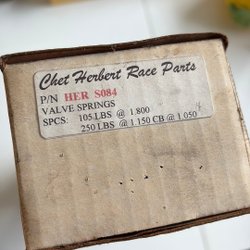 Chet Herbert Race Parts
P/N HER S084
VALVE SPRINGS
SPCS: 105 LBS @ 1.800
250 LBS @ 1 150 CB @ 1 050